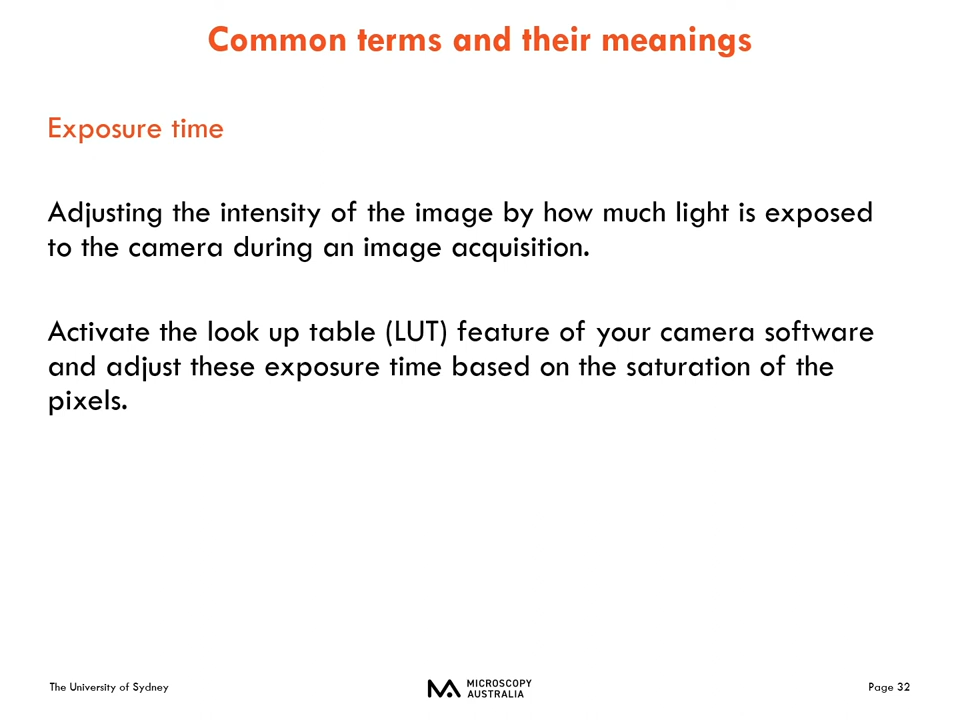 Common terms and their meanings
Exposure time
Adjusting the intensity of the image by how much light is exposed
to the camera during an image acquisition.
Activate the look up table (LUT) feature of your camera software
and adjust these exposure time based on the saturation of the
pixels.
The University of Sydney
MICROSCOPY
AUSTRALIA
Page 32